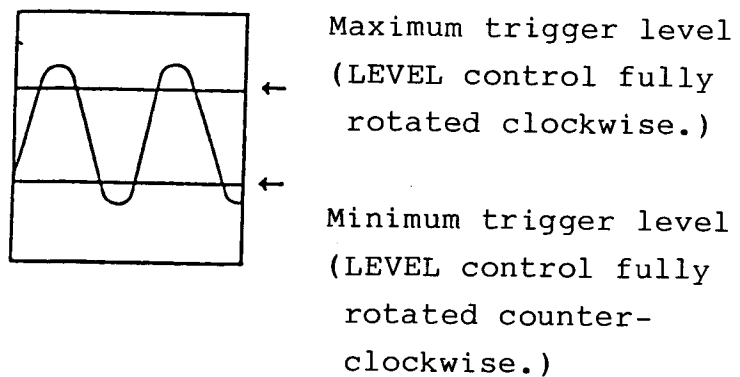 Maximum trigger level
(LEVEL control fully
rotated clockwise.)
Minimum trigger level
(LEVEL control fully
rotated counter-
clockwise.)